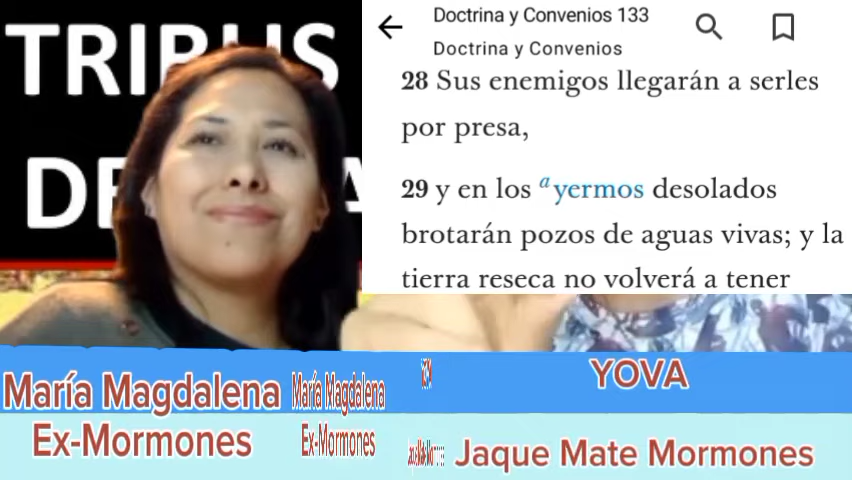 TRIBUS
DE
Doctrina y Convenios 133
Doctrina y Convenios
28 Sus enemigos llegarán a serles
por presa,
29 y en los a yermos desolados
brotarán pozos de aguas vivas; y la
tierra reseca no volverá a tener
María Magdalena
Ex-Mormones
María Magdalena
Ex-Mormones
YOVA
Jaque Mate Mormones